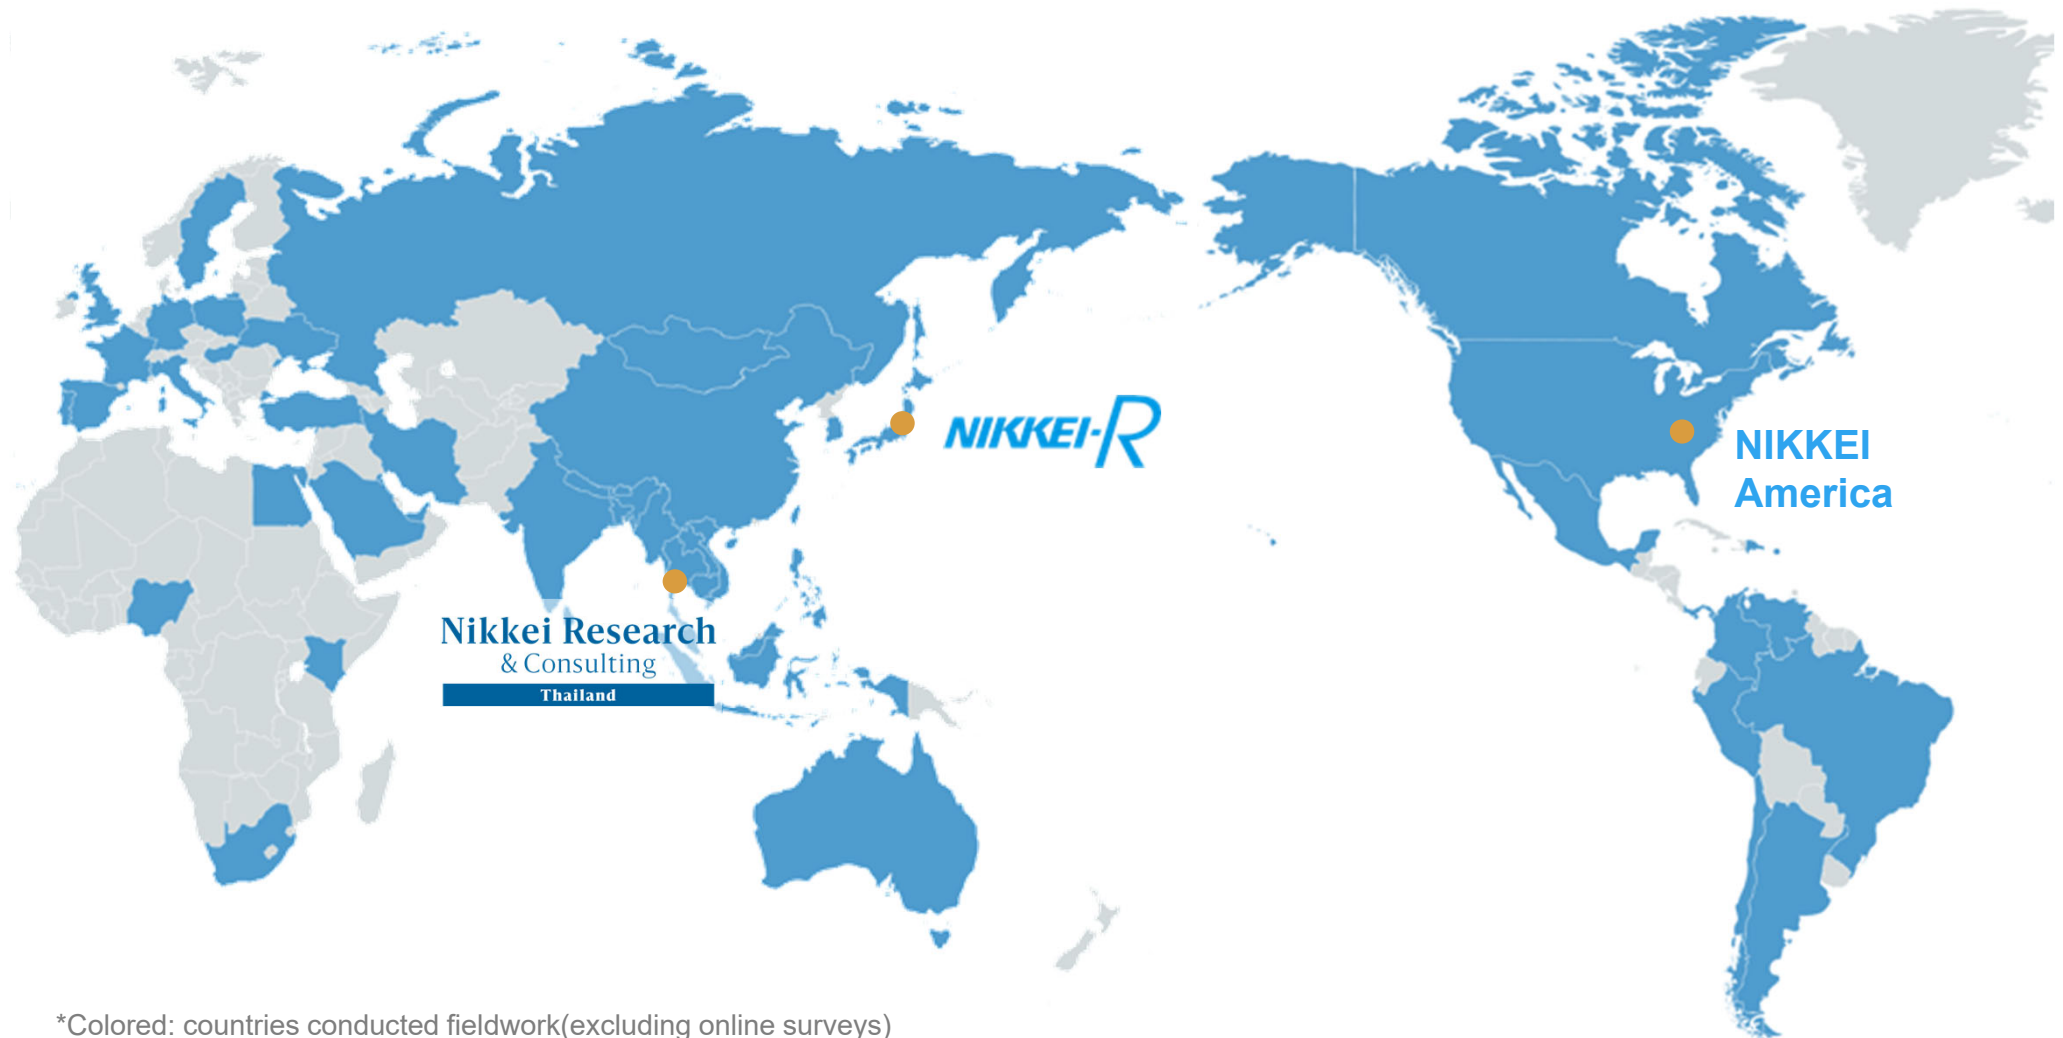 NIKKEI-R
NIKKEI
America
Nikkei Research
& Consulting
Thailand
*Colored: countries conducted fieldwork(excluding online surveys)